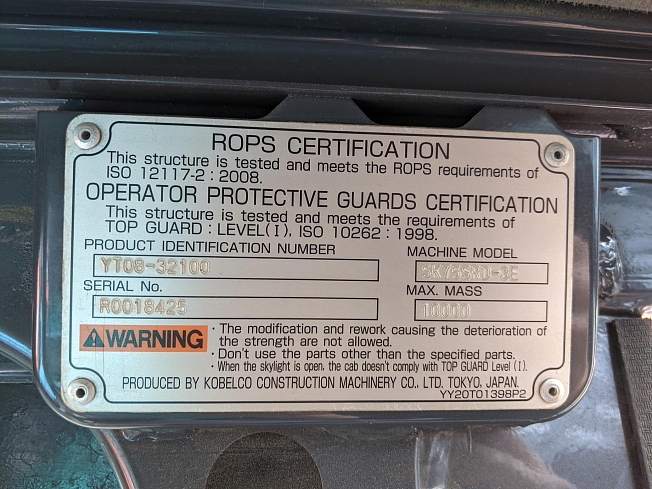 ROPS CERTIFICATION
This structure is tested and meets the ROPS requirements of
ISO 12117-2 : 2008.
OPERATOR PROTECTIVE GUARDS CERTIFICATION
This structure is tested and meets the requirements of
TOP GUARD : LEVEL(I), ISO 10262 : 1998.
PRODUCT IDENTIFICATION NUMBER
YT08-32100
MACHINE MODEL
SK75SRD-3E
SERIAL No.
R0018425
MAX. MASS
10000
WARNING
· The modification and rework causing the deterioration of
the strength are not allowed.
· Don't use the parts other than the specified parts.
· When the skylight is open, the cab doesn't comply with TOP GUARD Level (I).
PRODUCED BY KOBELCO CONSTRUCTION MACHINERY CO., LTD. TOKYO, JAPAN.
YY20T01398P2